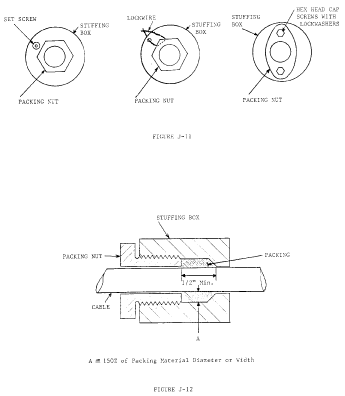 SET SCREEN
STUFFING
BOX
PACKING NUT
LOCKWIRE
STUFFING
BOX
PACKING NUT
STUFFING
BOX
HEX HEAD CAP
SCREWS WITH
LOCKWASHERS
PACKING NUT
FIGURE J-11
STUFFING BOX
PACKING NUT
PACKING
1/2" Min.
CABLE
A
A = 150% of Packing Material Diameter or Width
FIGURE J-12